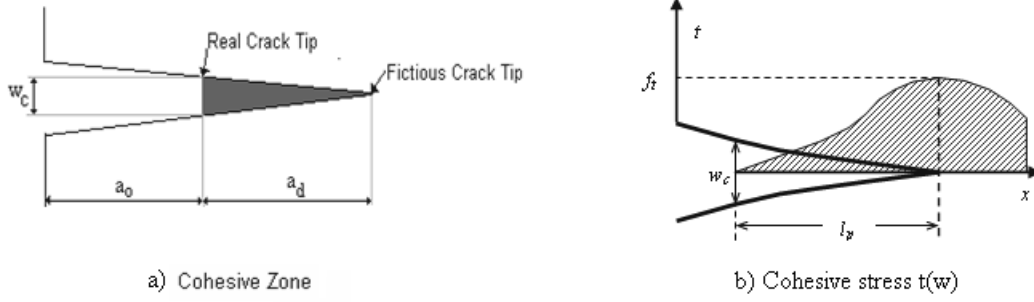 Real Crack Tip
Fictious Crack Tip
w_c
a_o
a_d
a) Cohesive Zone
t
f_t
w_c
x
l_p
b) Cohesive stress t(w)